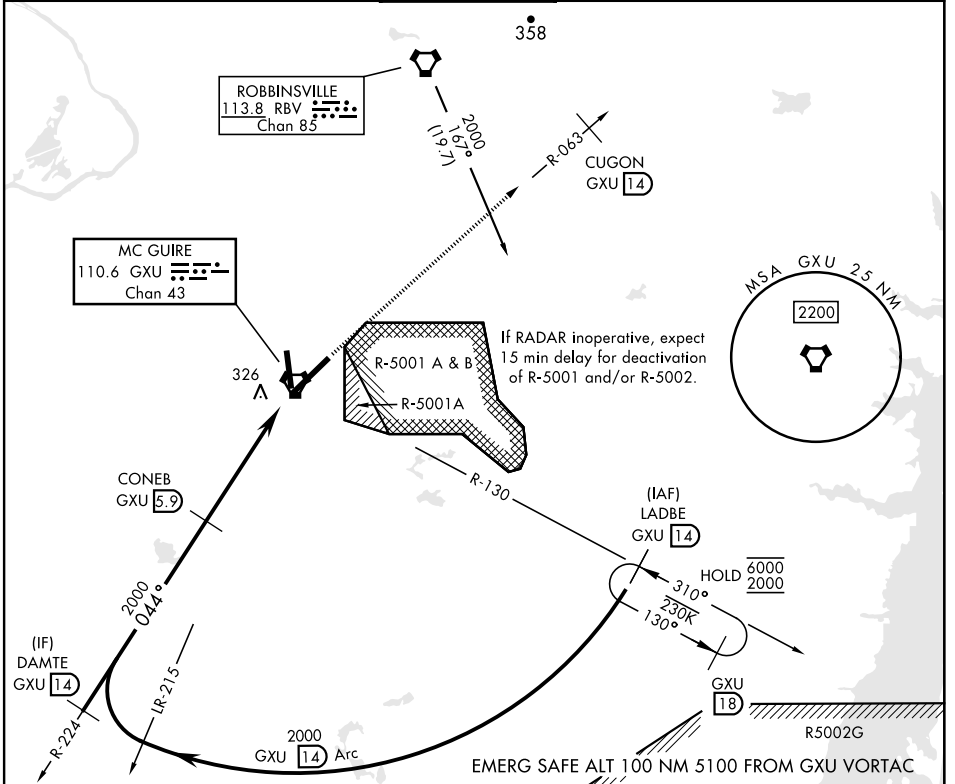 358
ROBBINSVILLE
113.8 RBV
Chan 85
2000
167°
(19.7)
R-063
CUGON
GXU 14
MC GUIRE
110.6 GXU
Chan 43
MSA GXU 25 NM
2200
326
If RADAR inoperative, expect
15 min delay for deactivation
of R-5001 and/or R-5002.
R-5001 A & B
R-5001A
CONEB
GXU 5.9
R-130
(IAF)
LADBE
GXU 14
HOLD 6000
2000
310°
230K
130°
2000
044°
(IF)
DAMTE
GXU 14
LR-215
R-224
GXU
18
R5002G
2000
GXU 14 Arc
EMERG SAFE ALT 100 NM 5100 FROM GXU VORTAC